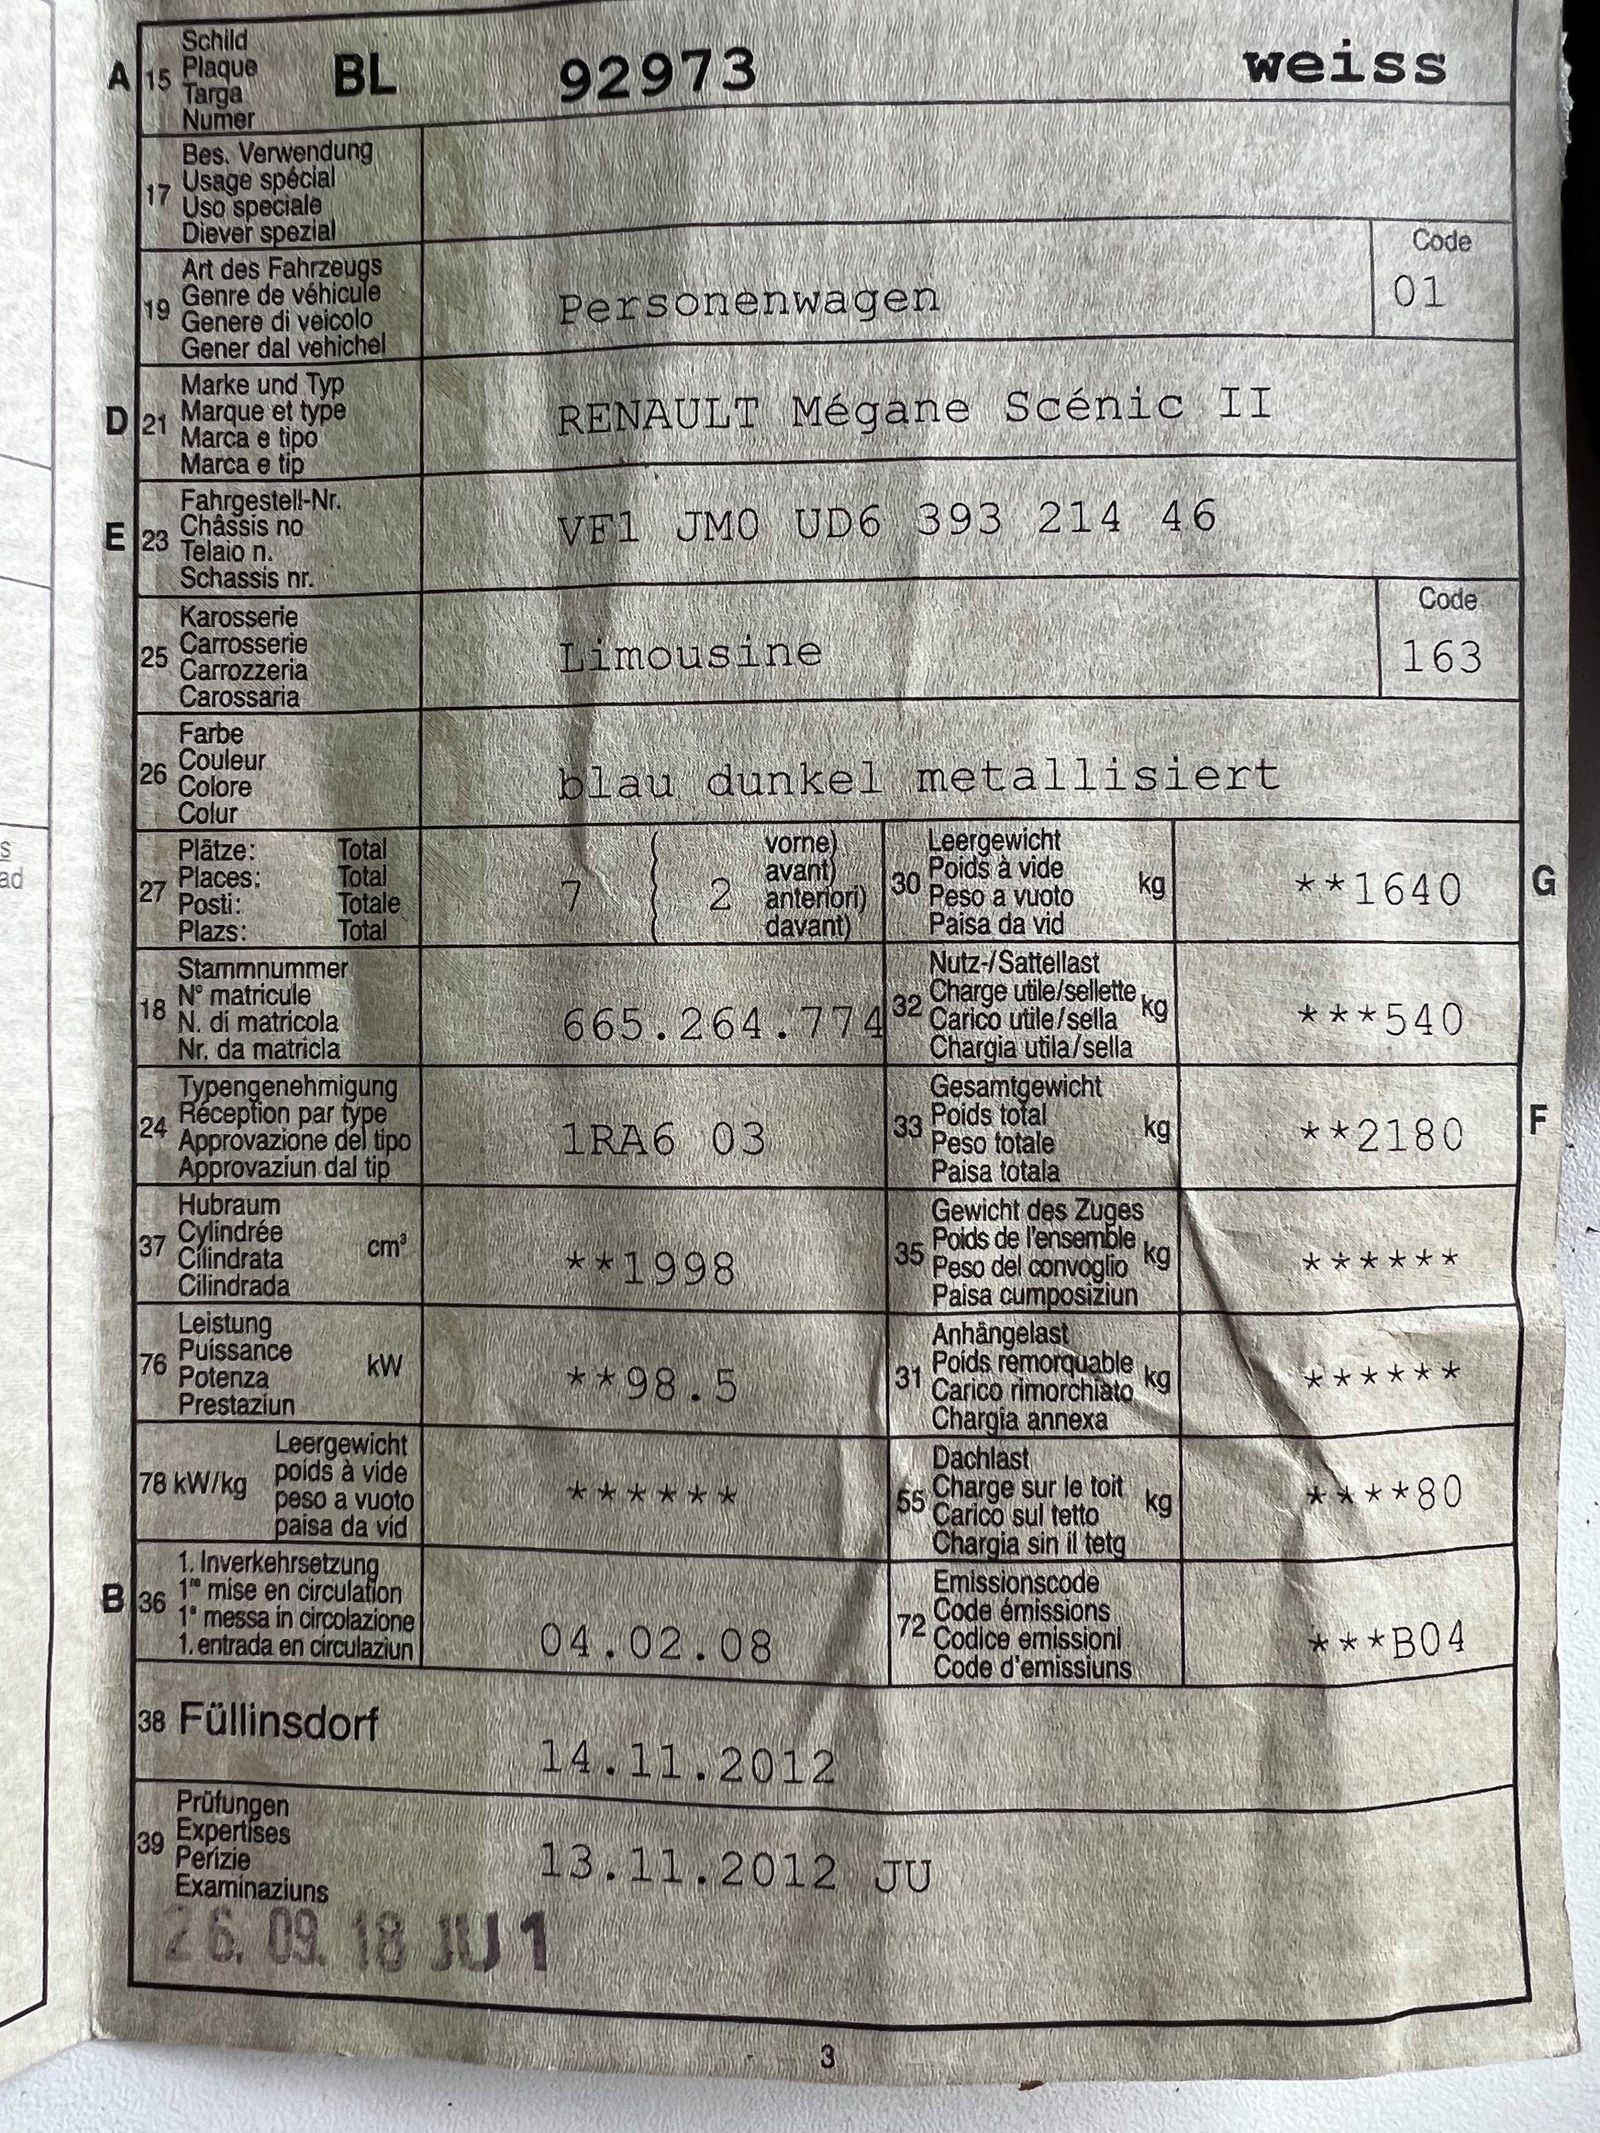 A 15 Schild Plaque Targa Numer BL 92973 weiss
17 Bes. Verwendung
Usage spécial
Uso speciale
Diever spezial
19 Art des Fahrzeugs
Genre de véhicule
Genere di veicolo
Gener dal vehichel
Personenwagen
Code
01
D 21 Marke und Typ
Marque et type
Marca e tipo
Marca e tip
RENAULT Mégane Scénic II
E 23 Fahrgestell-Nr.
Châssis no
Telaio n.
Schassis nr.
VF1 JM0 UD6 393 214 46
25 Karosserie
Carrosserie
Carrozzeria
Carossaria
Limousine
Code
163
26 Farbe
Couleur
Colore
Colur
blau dunkel metallisiert
27 Plätze: Total
Places: Total
Posti: Totale
Plazs: Total
7 ( 2 vorne)
avant)
anteriori)
davant)
30 Leergewicht
Poids à vide
Peso a vuoto
Paisa da vid
kg **1640 G
18 Stammnummer
N° matricule
N. di matricola
Nr. da matricla
665.264.774
32 Nutz-/Sattellast
Charge utile/sellette
Carico utile/sella
Chargia utila/sella
kg ***540
24 Typengenehmigung
Réception par type
Approvazione del tipo
Approvaziun dal tip
1RA6 03
33 Gesamtgewicht
Poids total
Peso totale
Paisa totala
kg **2180 F
37 Hubraum
Cylindrée
Cilindrata
Cilindrada
cm³ **1998
35 Gewicht des Zuges
Poids de l'ensemble
Peso del convoglio
Paisa cumposiziun
kg ******
76 Leistung
Puissance
Potenza
Prestaziun
kW **98.5
31 Anhängelast
Poids remorquable
Carico rimorchiato
Chargia annexa
kg ******
78 kW/kg Leergewicht
poids à vide
peso a vuoto
paisa da vid
******
55 Dachlast
Charge sur le toit
Carico sul tetto
Chargia sin il tetg
kg ****80
B 36 1. Inverkehrsetzung
1re mise en circulation
1a messa in circolazione
1. entrada en circulaziun
04.02.08
72 Emissionscode
Code émissions
Codice emissioni
Code d'emissiuns
***B04
38 Füllinsdorf
14.11.2012
39 Prüfungen
Expertises
Perizie
Examinaziuns
13.11.2012 JU
26. 09. 18 JU 1
3
s
ad